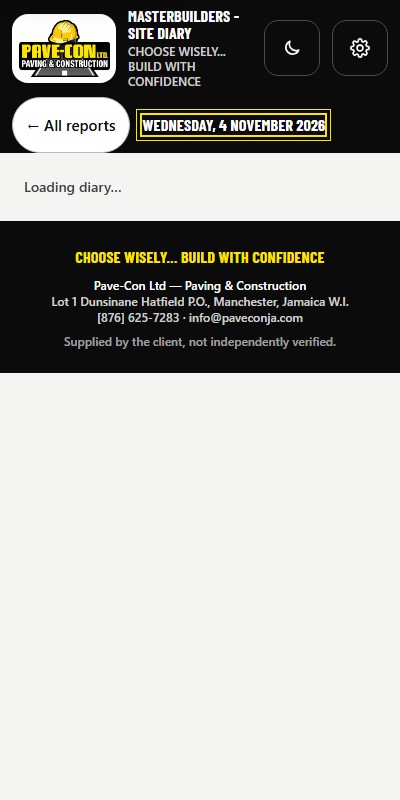 PAVE-CON LTD.
PAVING & CONSTRUCTION
MASTERBUILDERS -
SITE DIARY
CHOOSE WISELY...
BUILD WITH
CONFIDENCE
← All reports
WEDNESDAY, 4 NOVEMBER 2026
Loading diary...
CHOOSE WISELY... BUILD WITH CONFIDENCE
Pave-Con Ltd — Paving & Construction
Lot 1 Dunsinane Hatfield P.O., Manchester, Jamaica W.I.
[876] 625-7283 · info@paveconja.com
Supplied by the client, not independently verified.